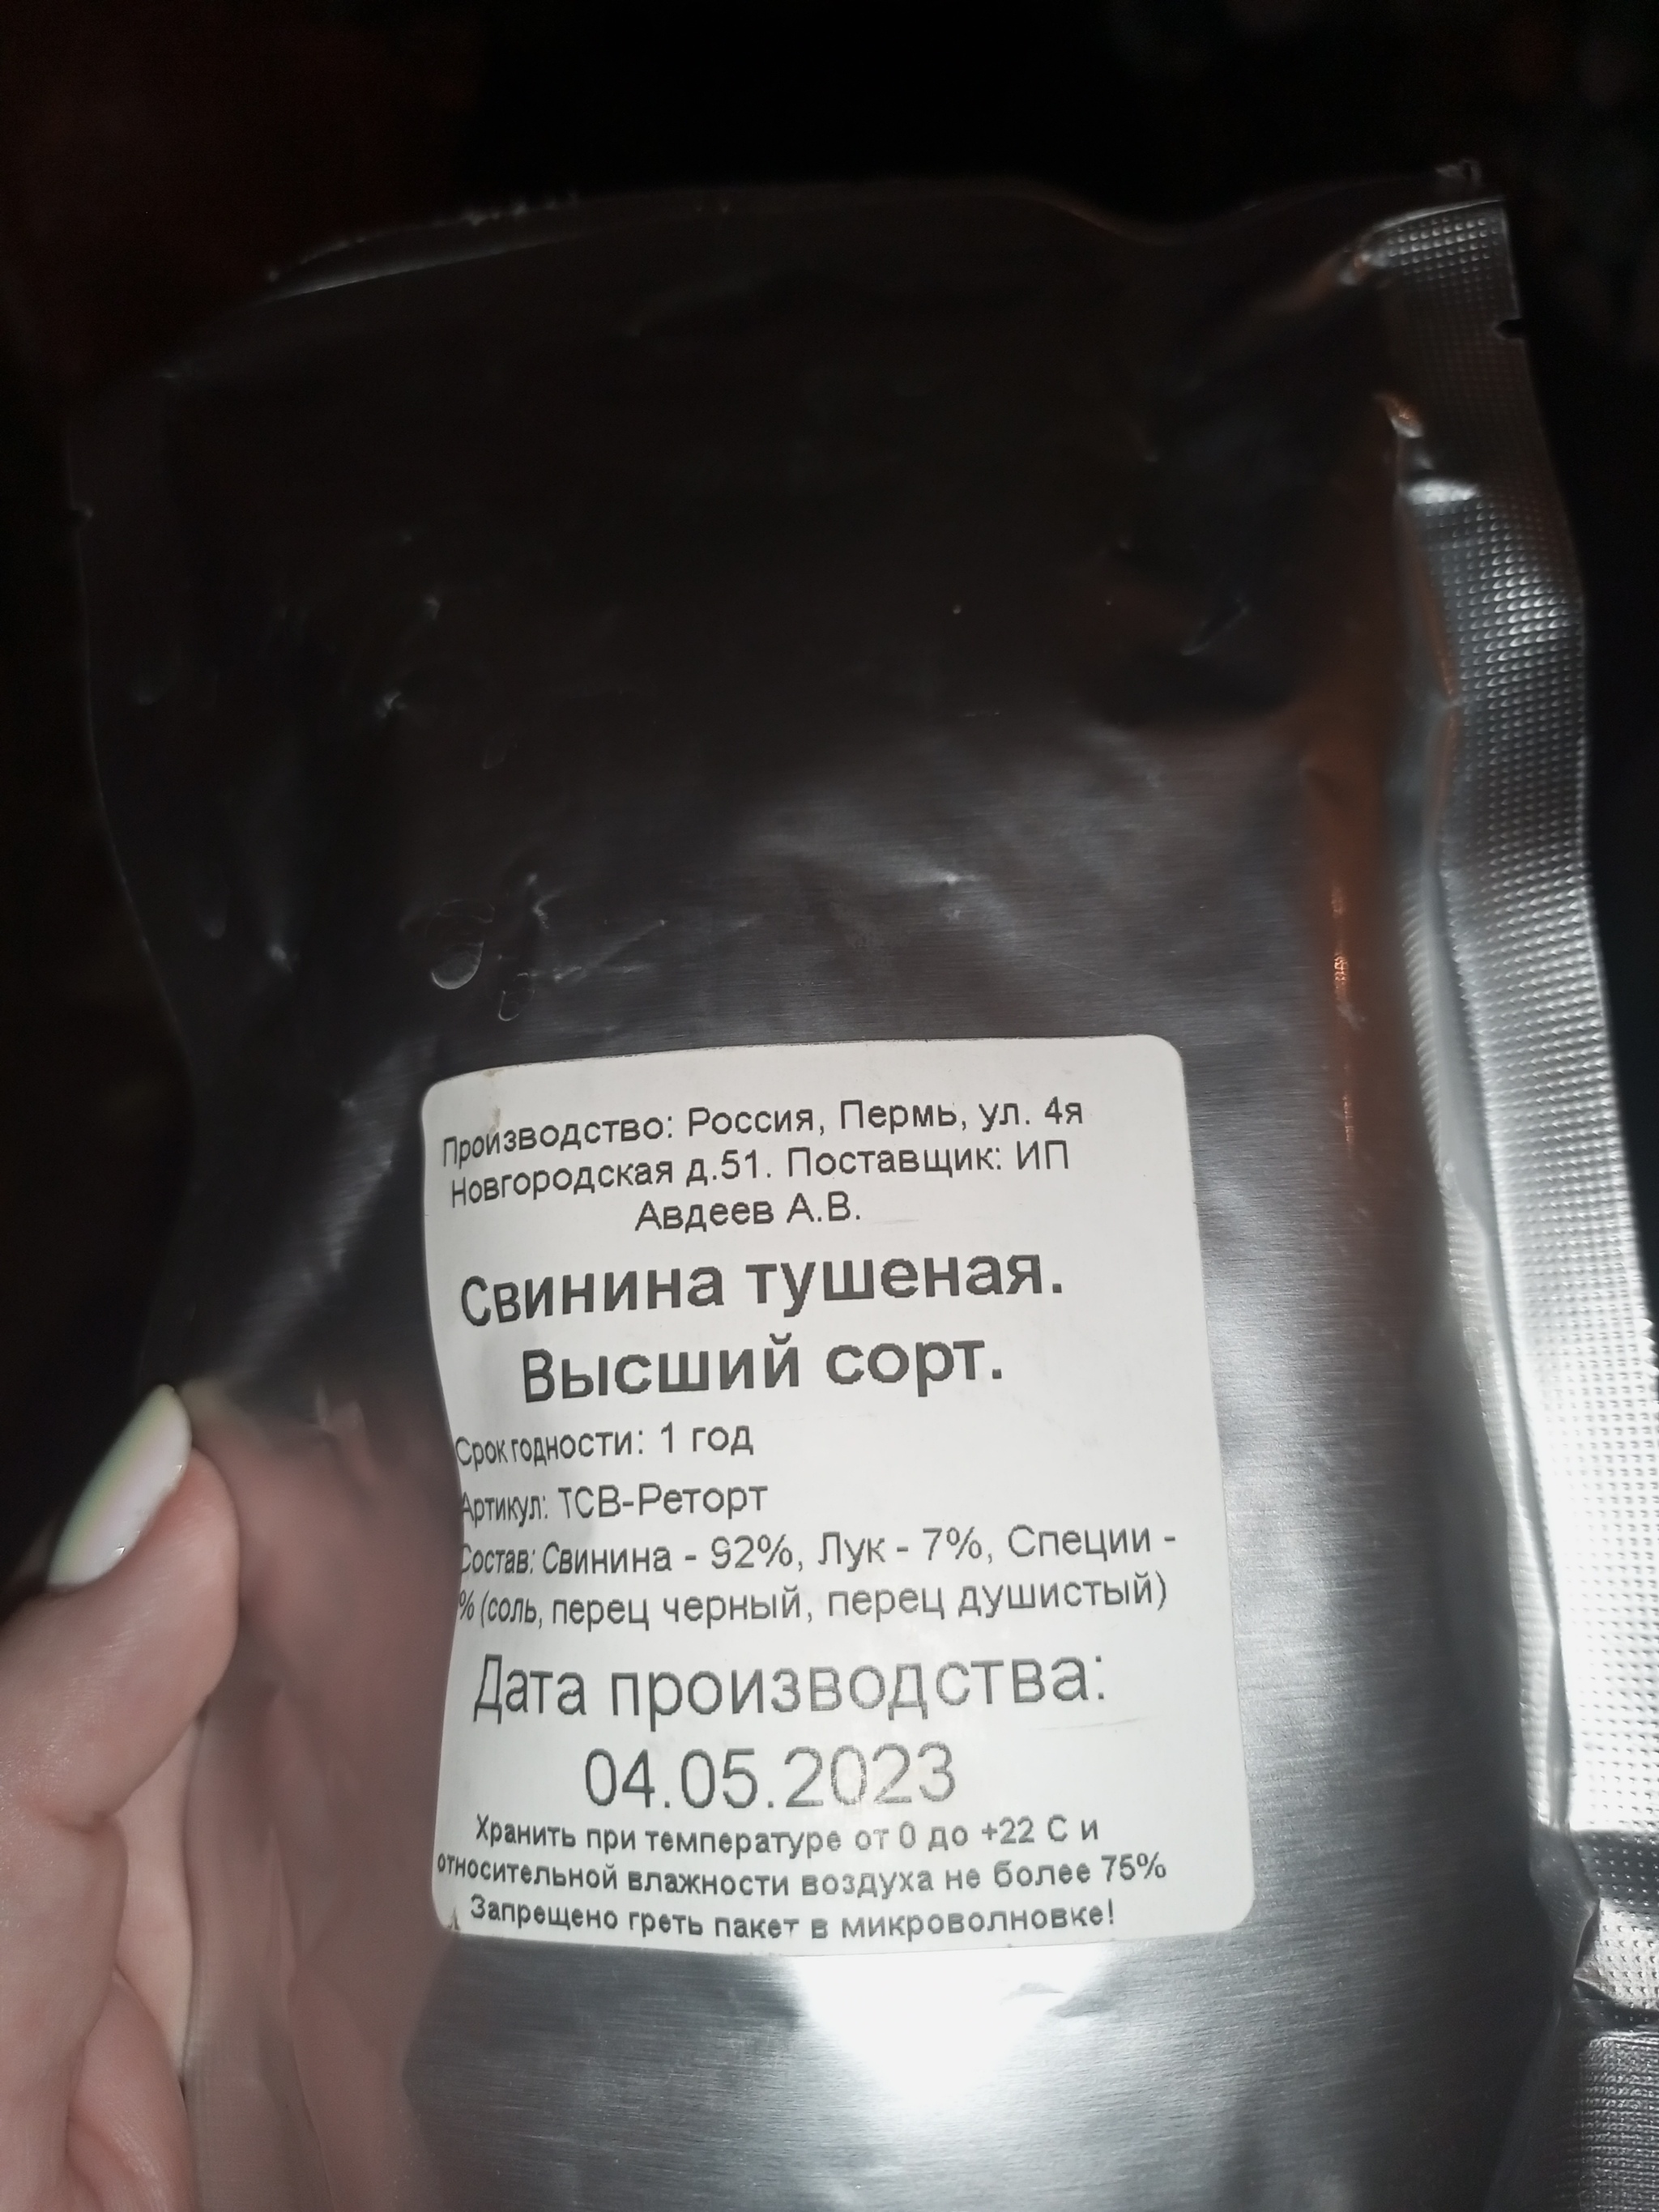 Производство: Россия, Пермь, ул. 4я
Новгородская д.51. Поставщик: ИП
Авдеев А.В.
Свинина тушеная.
Высший сорт.
Срок годности: 1 год
Артикул: ТСВ-Реторт
Состав: Свинина - 92%, Лук - 7%, Специи -
% (соль, перец черный, перец душистый)
Дата производства:
04.05.2023
Хранить при температуре от 0 до +22 С и
относительной влажности воздуха не более 75%
Запрещено греть пакет в микроволновке!